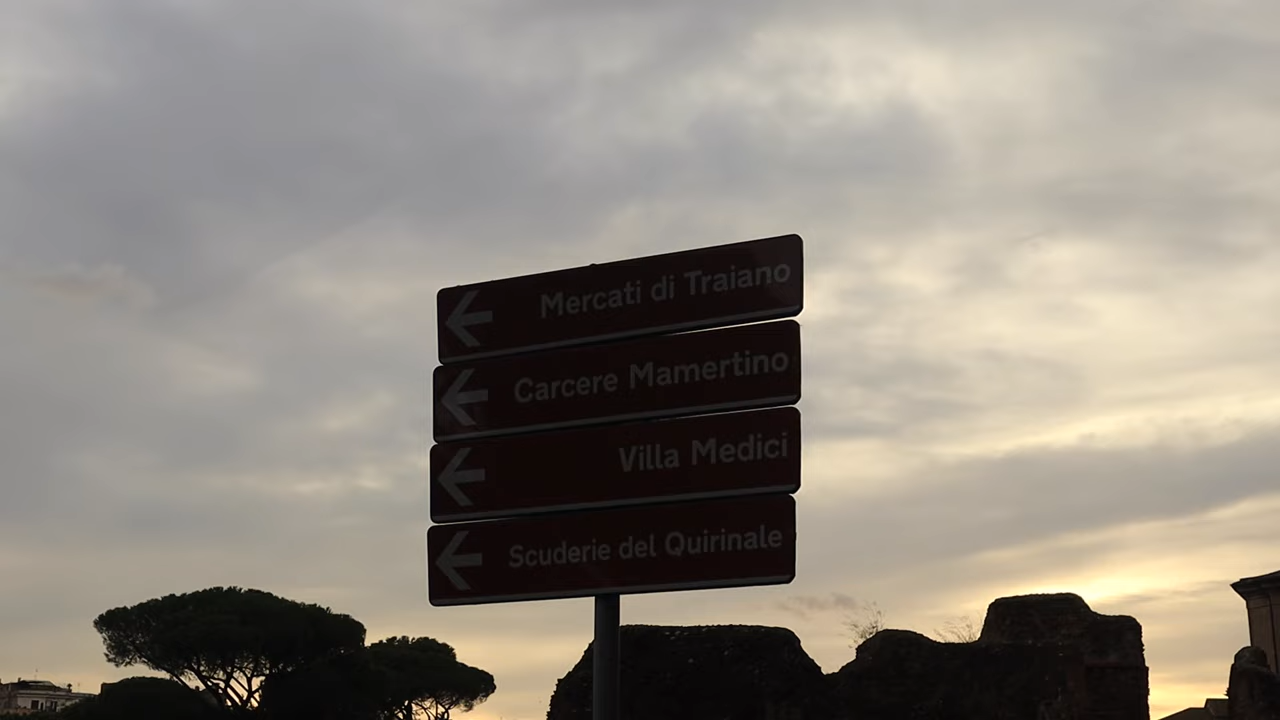 Mercati di Traiano
Carcere Mamertino
Villa Medici
Scuderie del Quirinale